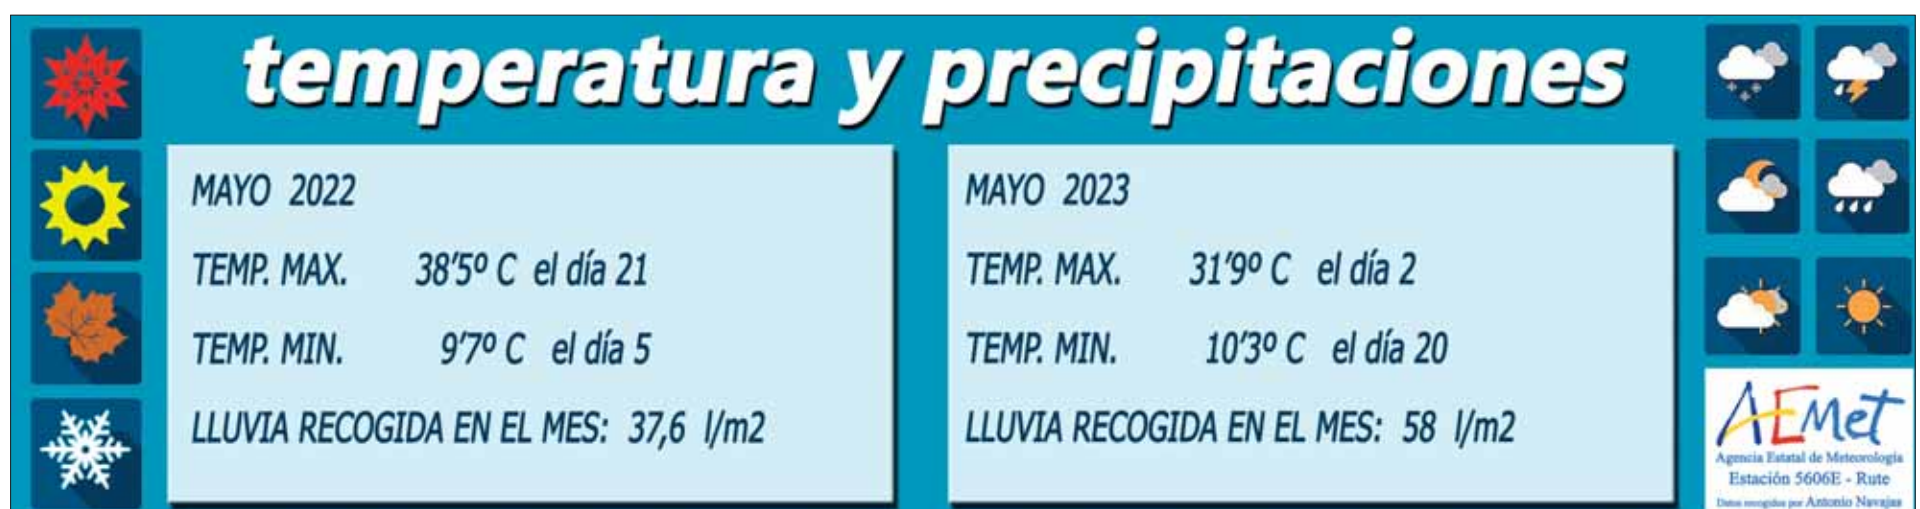 temperatura y precipitaciones
MAYO 2022
TEMP. MAX. 38'5º C el día 21
TEMP. MIN. 9'7º C el día 5
LLUVIA RECOGIDA EN EL MES: 37,6 l/m2
MAYO 2023
TEMP. MAX. 31'9º C el día 2
TEMP. MIN. 10'3º C el día 20
LLUVIA RECOGIDA EN EL MES: 58 l/m2
AEMet
Agencia Estatal de Meteorología
Estación 5606E - Rute
Datos recogidos por Antonio Navajas